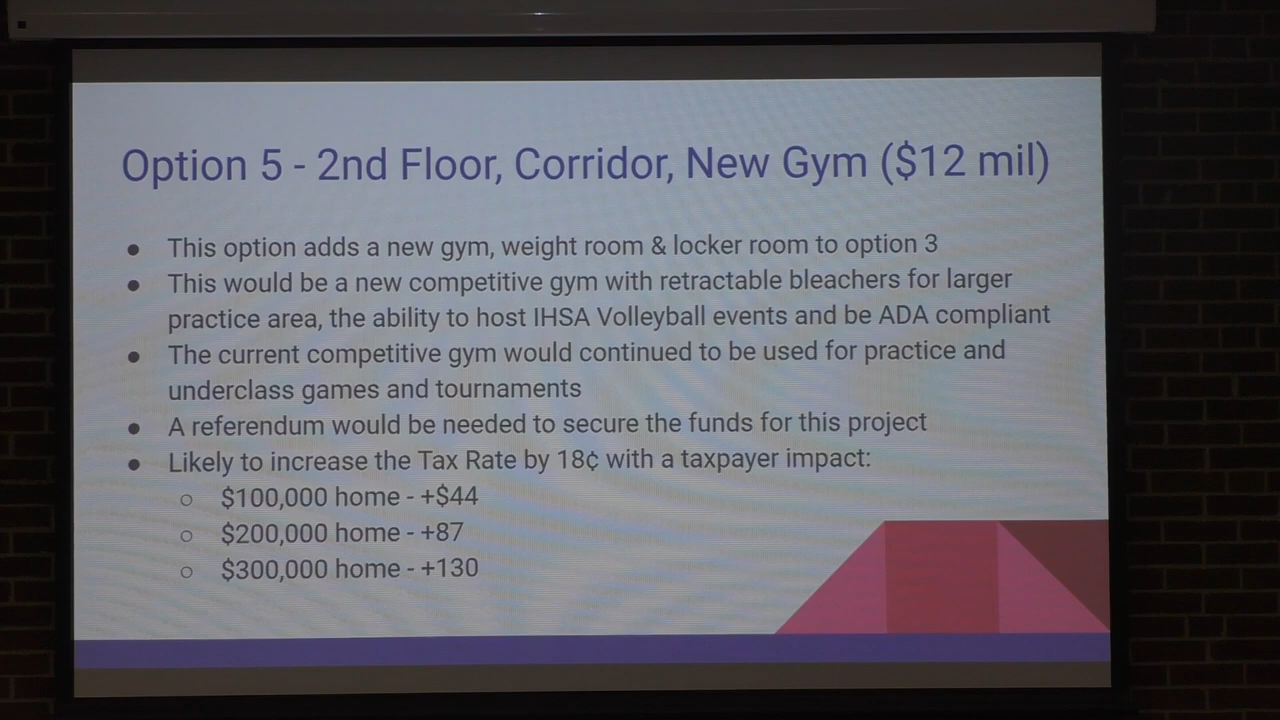 Option 5 - 2nd Floor, Corridor, New Gym ($12 mil)
● This option adds a new gym, weight room & locker room to option 3
● This would be a new competitive gym with retractable bleachers for larger
practice area, the ability to host IHSA Volleyball events and be ADA compliant
● The current competitive gym would continued to be used for practice and
underclass games and tournaments
● A referendum would be needed to secure the funds for this project
● Likely to increase the Tax Rate by 18¢ with a taxpayer impact:
○ $100,000 home - +$44
○ $200,000 home - +87
○ $300,000 home - +130